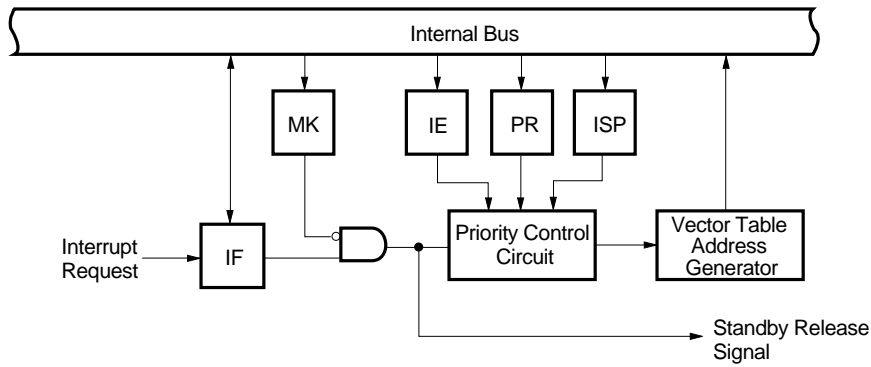 Internal Bus
MK
IE
PR
ISP
Interrupt
Request
IF
Priority Control
Circuit
Vector Table
Address
Generator
Standby Release
Signal